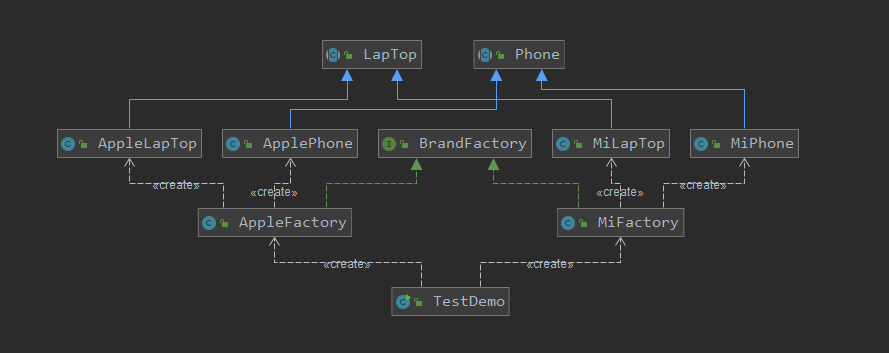 LapTop
Phone
AppleLapTop
ApplePhone
BrandFactory
MiLapTop
MiPhone
«create»
«create»
«create»
«create»
AppleFactory
MiFactory
«create»
«create»
TestDemo